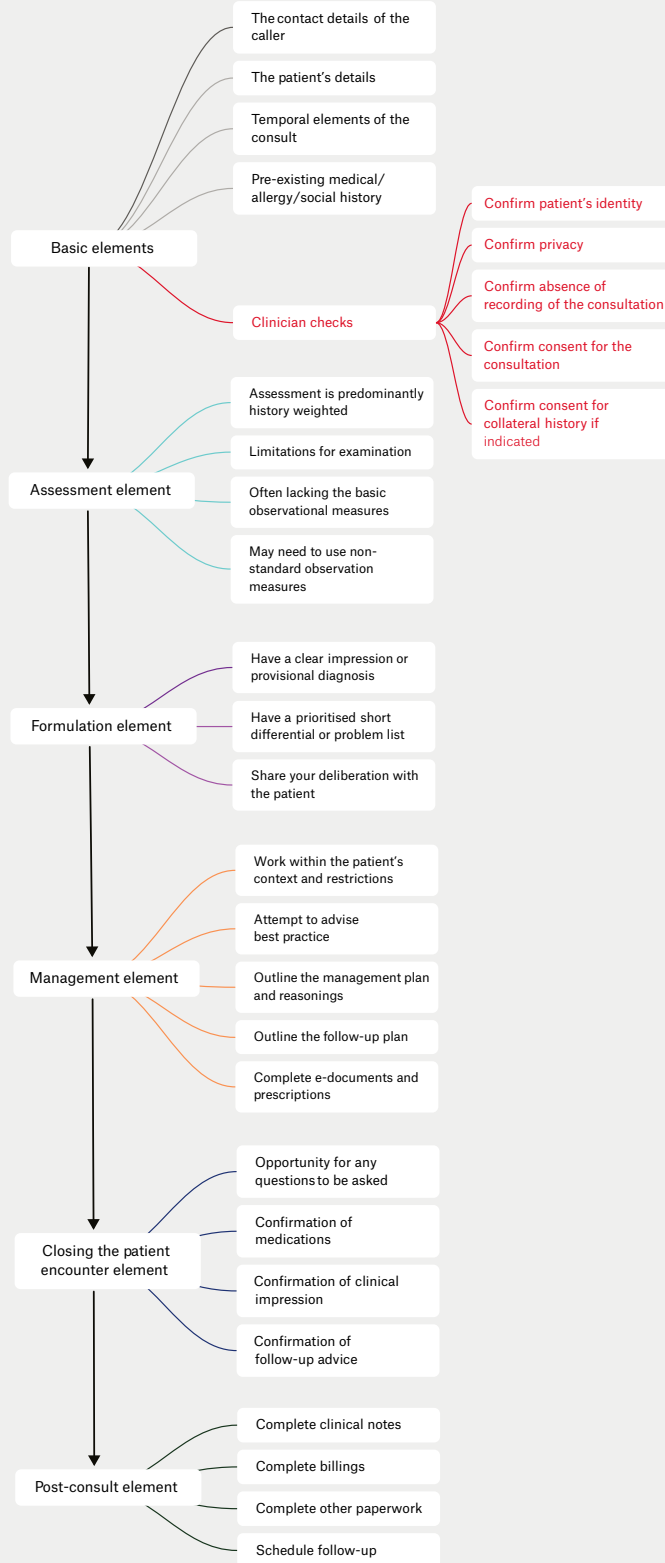 The contact details of the
caller
The patient's details
Temporal elements of the
consult
Pre-existing medical/
allergy/social history
Basic elements
Clinician checks
Confirm patient's identity
Confirm privacy
Confirm absence of
recording of the consultation
Confirm consent for the
consultation
Confirm consent for
collateral history if
indicated
Assessment is predominantly
history weighted
Limitations for examination
Assessment element
Often lacking the basic
observational measures
May need to use non-
standard observation
measures
Have a clear impression or
provisional diagnosis
Formulation element
Have a prioritised short
differential or problem list
Share your deliberation with
the patient
Work within the patient's
context and restrictions
Attempt to advise
best practice
Management element
Outline the management plan
and reasonings
Outline the follow-up plan
Complete e-documents and
prescriptions
Opportunity for any
questions to be asked
Confirmation of
medications
Closing the patient
encounter element
Confirmation of clinical
impression
Confirmation of
follow-up advice
Complete clinical notes
Complete billings
Post-consult element
Complete other paperwork
Schedule follow-up